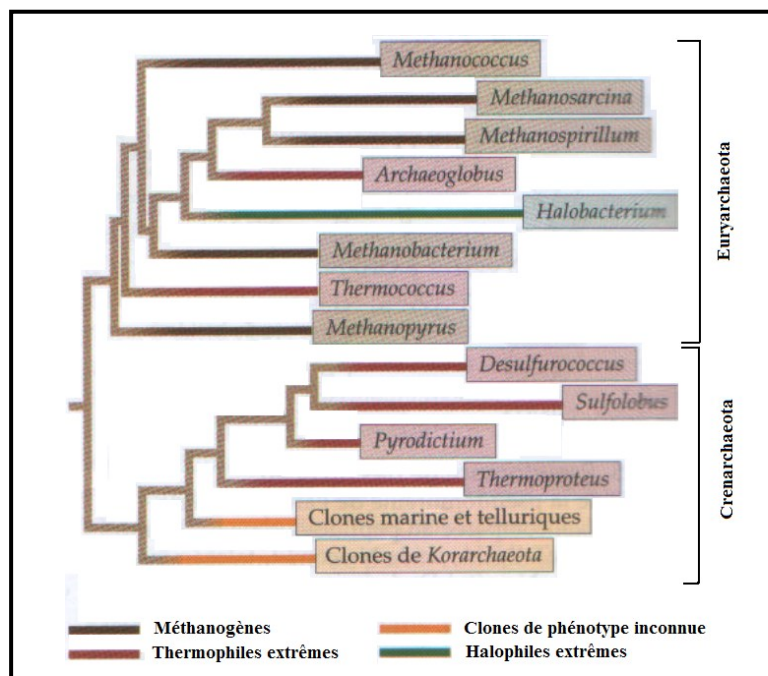 Methanococcus
Methanosarcina
Methanospirillum
Archaeoglobus
Halobacterium
Methanobacterium
Thermococcus
Methanopyrus
Euryarchaeota
Desulfurococcus
Sulfolobus
Pyrodictium
Thermoproteus
Clones marine et telluriques
Clones de Korarchaeota
Crenarchaeota
Méthanogènes
Clones de phénotype inconnue
Thermophiles extrêmes
Halophiles extrêmes